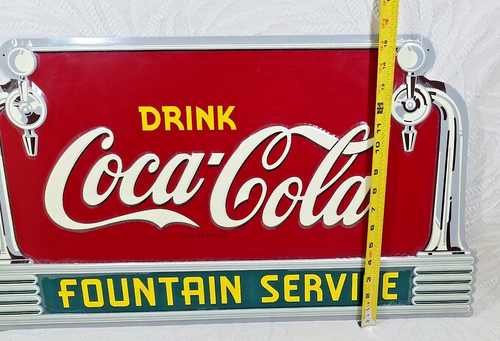 DRINK
Coca-Cola
FOUNTAIN SERVICE